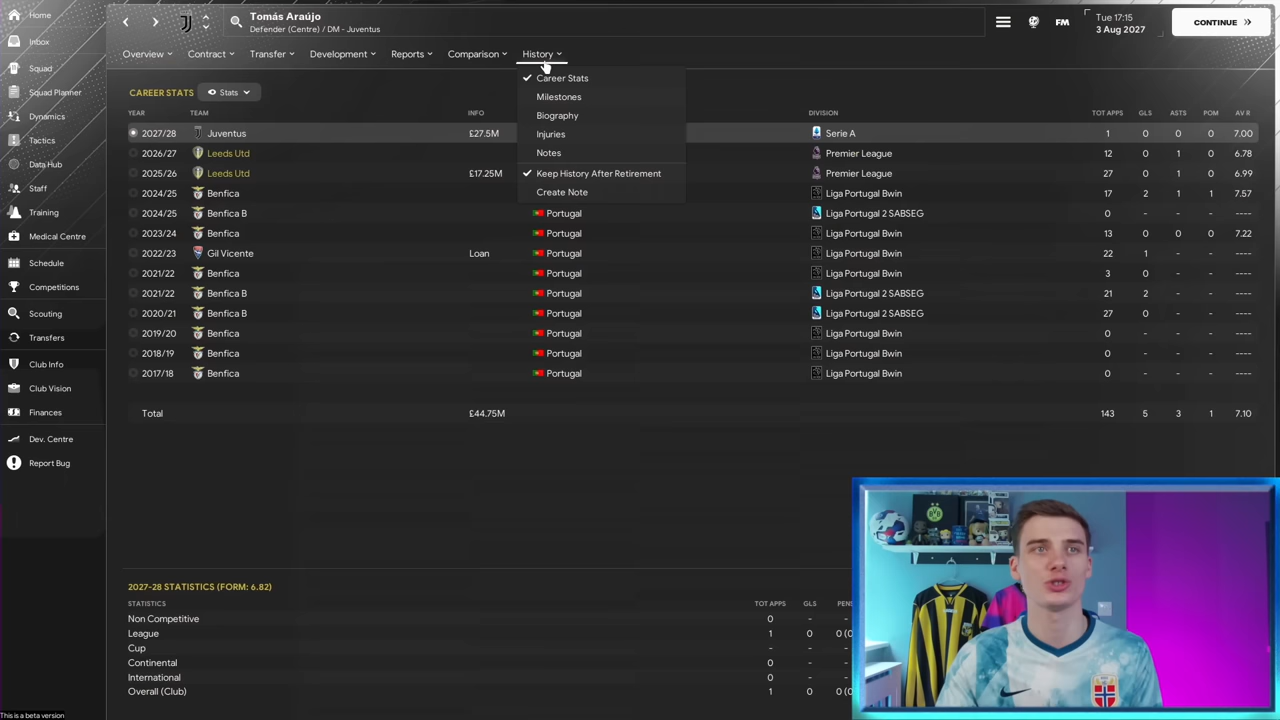 Home
Inbox
Squad
Squad Planner
Dynamics
Tactics
Data Hub
Staff
Training
Medical Centre
Schedule
Competitions
Scouting
Transfers
Club Info
Club Vision
Finances
Dev. Centre
Report Bug
This is a beta version
Tomás Araújo
Defender (Centre) / DM - Juventus
FM
Tue 17:15
3 Aug 2027
CONTINUE
Overview Contract Transfer Development Reports Comparison History
Career Stats
Milestones
Biography
Injuries
Notes
Keep History After Retirement
Create Note
CAREER STATS Stats
YEAR TEAM INFO DIVISION TOT APPS GLS ASTS POM AV R
2027/28 Juventus £27.5M Serie A 1 0 0 0 7.00
2026/27 Leeds Utd Premier League 12 0 1 0 6.78
2025/26 Leeds Utd £17.25M Premier League 27 0 1 0 6.99
2024/25 Benfica Liga Portugal Bwin 17 2 1 1 7.57
2024/25 Benfica B Portugal Liga Portugal 2 SABSEG 0 - - - ----
2023/24 Benfica Portugal Liga Portugal Bwin 13 0 0 0 7.22
2022/23 Gil Vicente Loan Portugal Liga Portugal Bwin 22 1 - - ----
2021/22 Benfica Portugal Liga Portugal Bwin 3 0 - - ----
2021/22 Benfica B Portugal Liga Portugal 2 SABSEG 21 2 - - ----
2020/21 Benfica B Portugal Liga Portugal 2 SABSEG 27 0 - - ----
2019/20 Benfica Portugal Liga Portugal Bwin 0 - - - ----
2018/19 Benfica Portugal Liga Portugal Bwin 0 - - - ----
2017/18 Benfica Portugal Liga Portugal Bwin 0 - - - ----
Total £44.75M 143 5 3 1 7.10
2027-28 STATISTICS (FORM: 6.82)
STATISTICS TOT APPS GLS PENS
Non Competitive 0 - -
League 1 0 0 (0
Cup - - -
Continental 0 - -
International 0 - -
Overall (Club) 1 0 0 (0